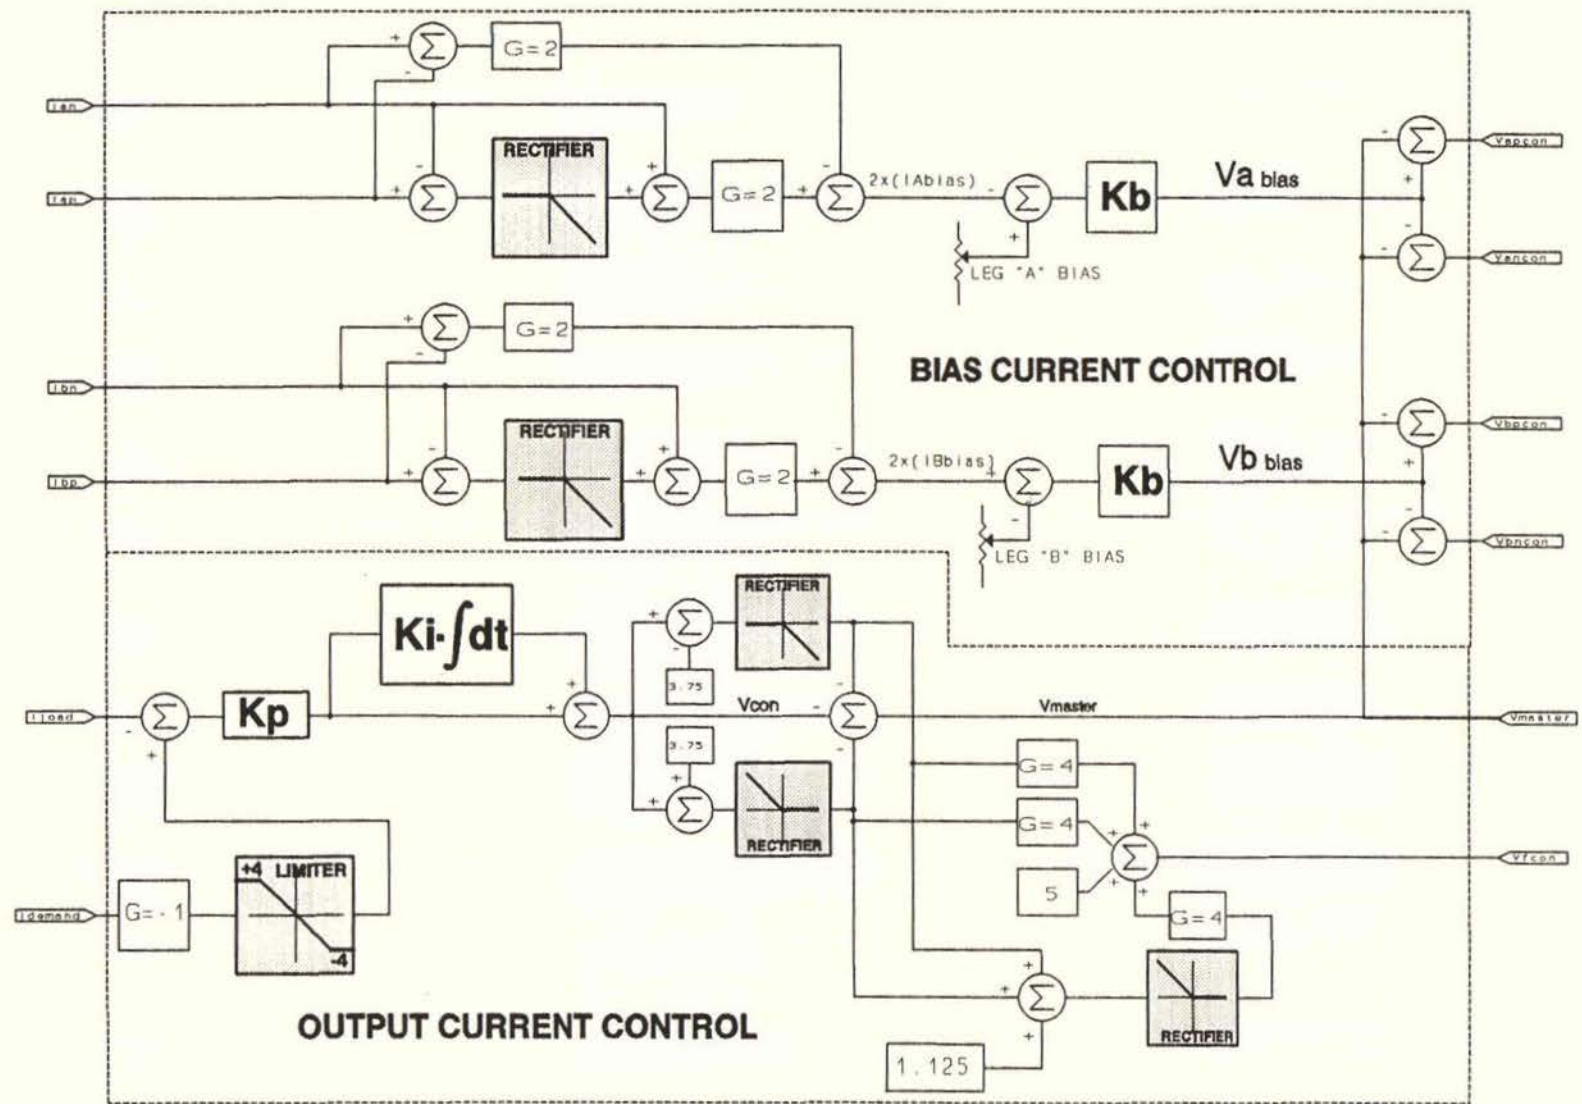 G=2
+
Σ
-
Ian
RECTIFIER
Iap
+ Σ
-
+ Σ
+
G=2
+ Σ
-
2x(IAbias)
- Σ
+
Kb
Va bias
LEG "A" BIAS
- Σ
+
Vapcon
- Σ
-
Vancon
+
Σ
-
G=2
Ibn
BIAS CURRENT CONTROL
RECTIFIER
Ibp
+ Σ
-
+ Σ
+
G=2
+ Σ
-
2x(IBbias)
+ Σ
-
Kb
Vb bias
LEG "B" BIAS
- Σ
+
Vbpcon
- Σ
-
Vbncon
Ki·∫dt
RECTIFIER
+ Σ
-
3.75
Iload
- Σ
+
Kp
+ Σ
+
Vcon
- Σ
-
-
Vmaster
Vmaster
3.75
+
+ Σ
RECTIFIER
G=4
G=4
+
+
Σ
+
+
Vfcon
5
G=4
Idemand
G=-1
+4 LIMITER
-4
+
+ Σ
+
RECTIFIER
OUTPUT CURRENT CONTROL
1.125